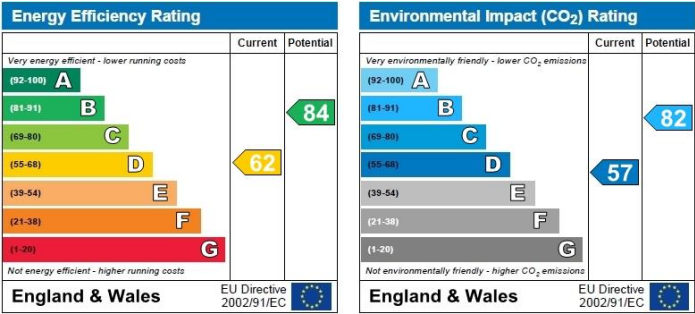 Energy Efficiency Rating
Current Potential
Very energy efficient - lower running costs
(92-100) A
(81-91) B
84
(69-80) C
(55-68) D
62
(39-54) E
(21-38) F
(1-20) G
Not energy efficient - higher running costs
England & Wales
EU Directive
2002/91/EC
Environmental Impact (CO2) Rating
Current Potential
Very environmentally friendly - lower CO2 emissions
(92-100) A
(81-91) B
82
(69-80) C
(55-68) D
57
(39-54) E
(21-38) F
(1-20) G
Not environmentally friendly - higher CO2 emissions
England & Wales
EU Directive
2002/91/EC